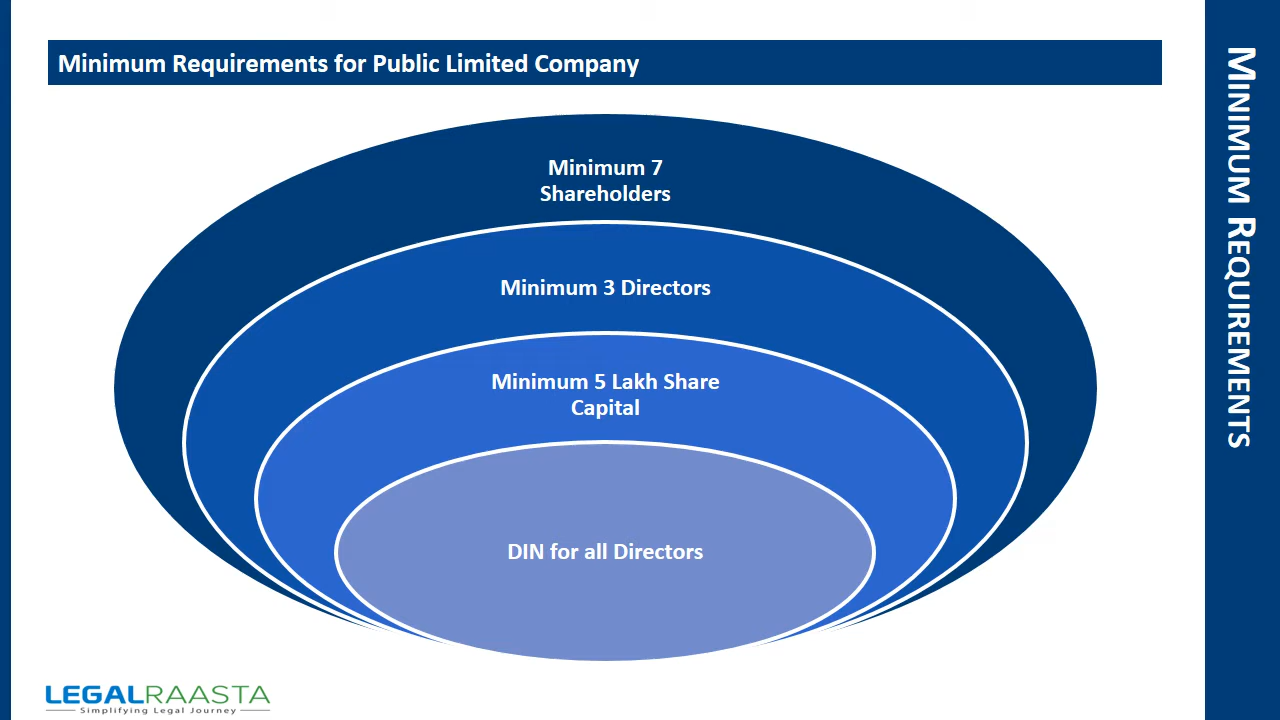 Minimum Requirements for Public Limited Company
Minimum 7
Shareholders
Minimum 3 Directors
Minimum 5 Lakh Share
Capital
DIN for all Directors
LEGALRAASTA
Simplifying Legal Journey
MINIMUM REQUIREMENTS